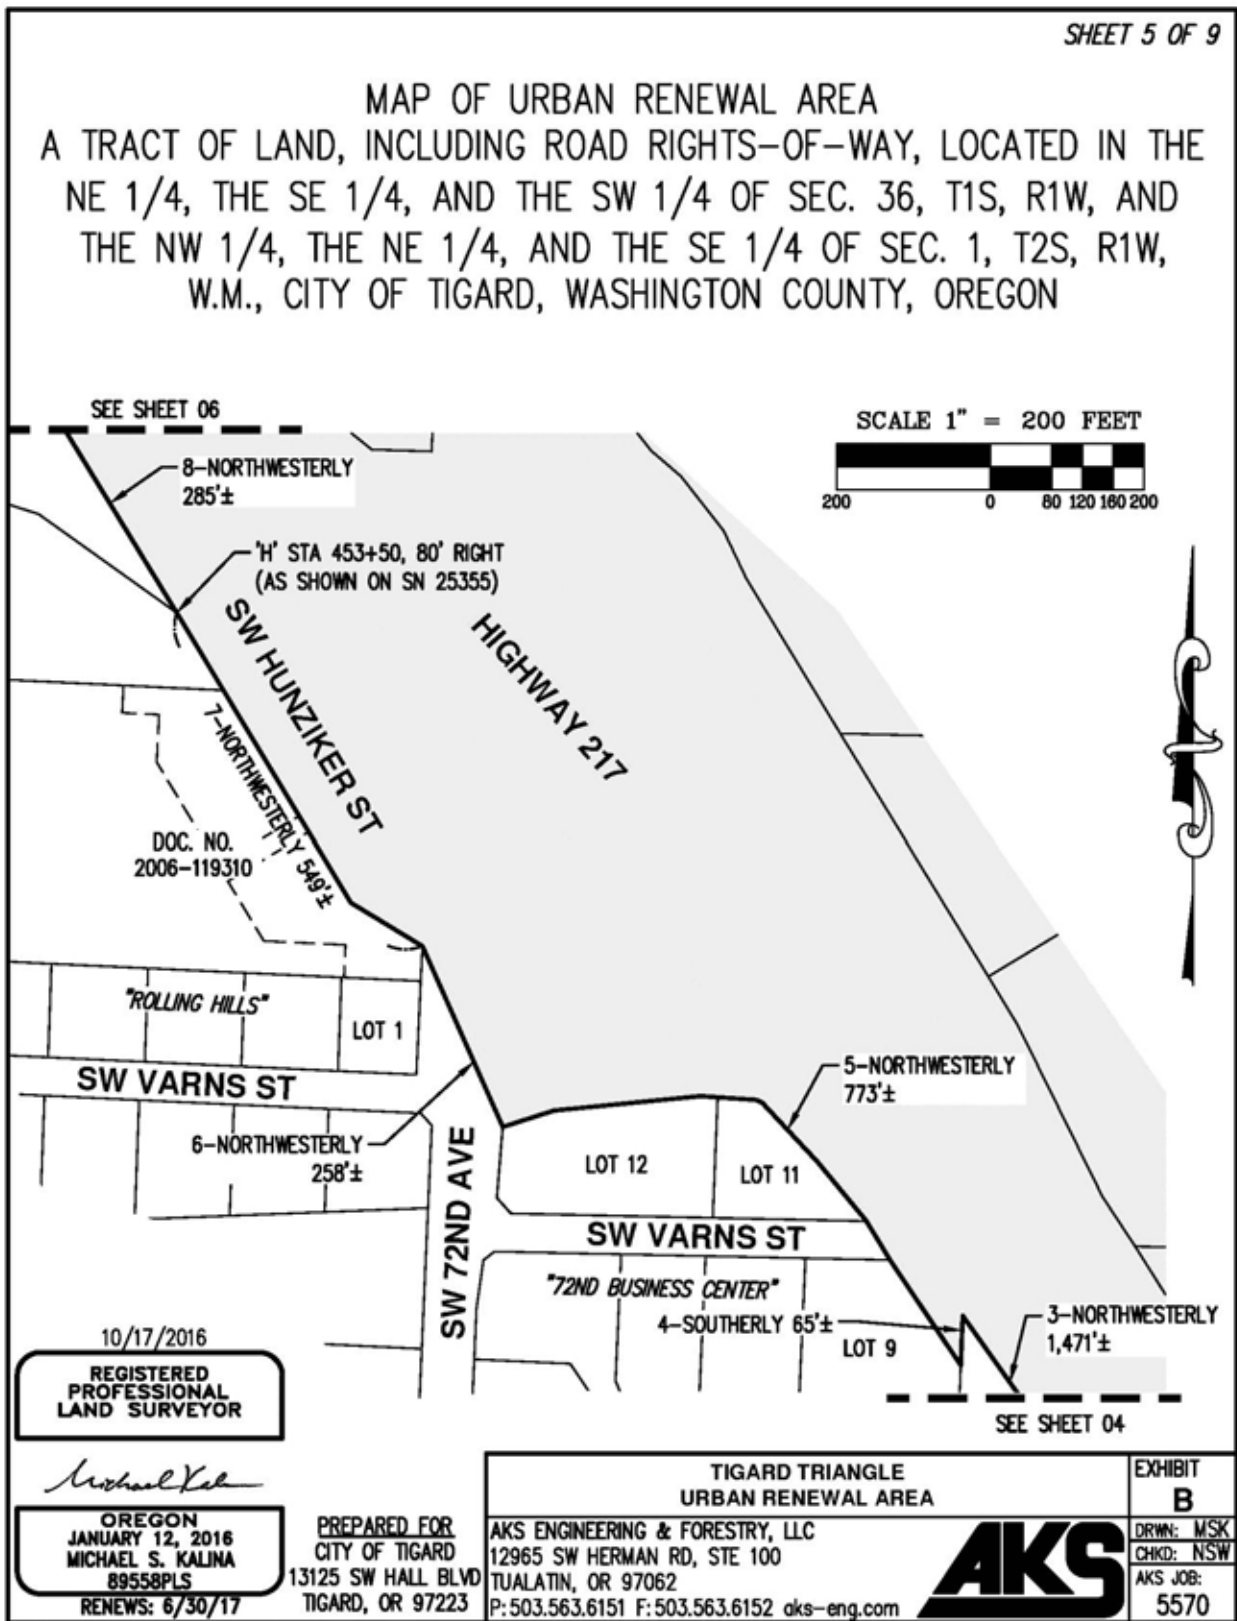 SHEET 5 OF 9
MAP OF URBAN RENEWAL AREA
A TRACT OF LAND, INCLUDING ROAD RIGHTS-OF-WAY, LOCATED IN THE
NE 1/4, THE SE 1/4, AND THE SW 1/4 OF SEC. 36, T1S, R1W, AND
THE NW 1/4, THE NE 1/4, AND THE SE 1/4 OF SEC. 1, T2S, R1W,
W.M., CITY OF TIGARD, WASHINGTON COUNTY, OREGON
SEE SHEET 06
SCALE 1" = 200 FEET
200 0 80 120 160 200
8-NORTHWESTERLY
285'±
'H' STA 453+50, 80' RIGHT
(AS SHOWN ON SN 25355)
SW HUNZIKER ST
HIGHWAY 217
7-NORTHWESTERLY 549'±
DOC. NO.
2006-119310
"ROLLING HILLS"
LOT 1
SW VARNS ST
5-NORTHWESTERLY
773'±
6-NORTHWESTERLY
258'±
SW 72ND AVE
LOT 12
LOT 11
SW VARNS ST
"72ND BUSINESS CENTER"
4-SOUTHERLY 65'±
LOT 9
3-NORTHWESTERLY
1,471'±
SEE SHEET 04
10/17/2016
REGISTERED
PROFESSIONAL
LAND SURVEYOR
Michael Kalina
OREGON
JANUARY 12, 2016
MICHAEL S. KALINA
89558PLS
RENEWS: 6/30/17
PREPARED FOR
CITY OF TIGARD
13125 SW HALL BLVD
TIGARD, OR 97223
TIGARD TRIANGLE
URBAN RENEWAL AREA
AKS ENGINEERING & FORESTRY, LLC
12965 SW HERMAN RD, STE 100
TUALATIN, OR 97062
P: 503.563.6151 F: 503.563.6152 aks-eng.com
AKS
EXHIBIT
B
DRWN: MSK
CHKD: NSW
AKS JOB:
5570